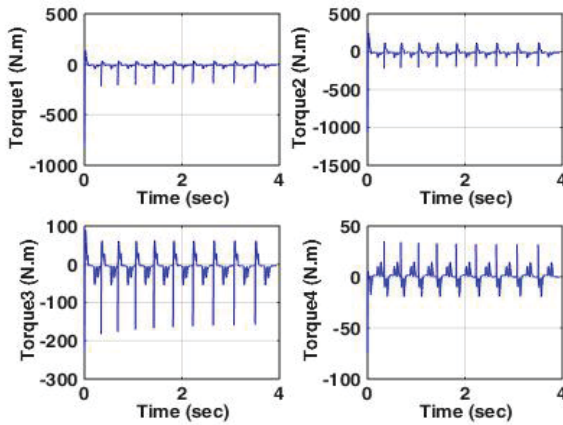 500
0
-500
-1000
Torque1 (N.m)
0 2 4
Time (sec)
500
0
-500
-1000
-1500
Torque2 (N.m)
0 2 4
Time (sec)
100
0
-100
-200
-300
Torque3 (N.m)
0 2 4
Time (sec)
50
0
-50
-100
Torque4 (N.m)
0 2 4
Time (sec)